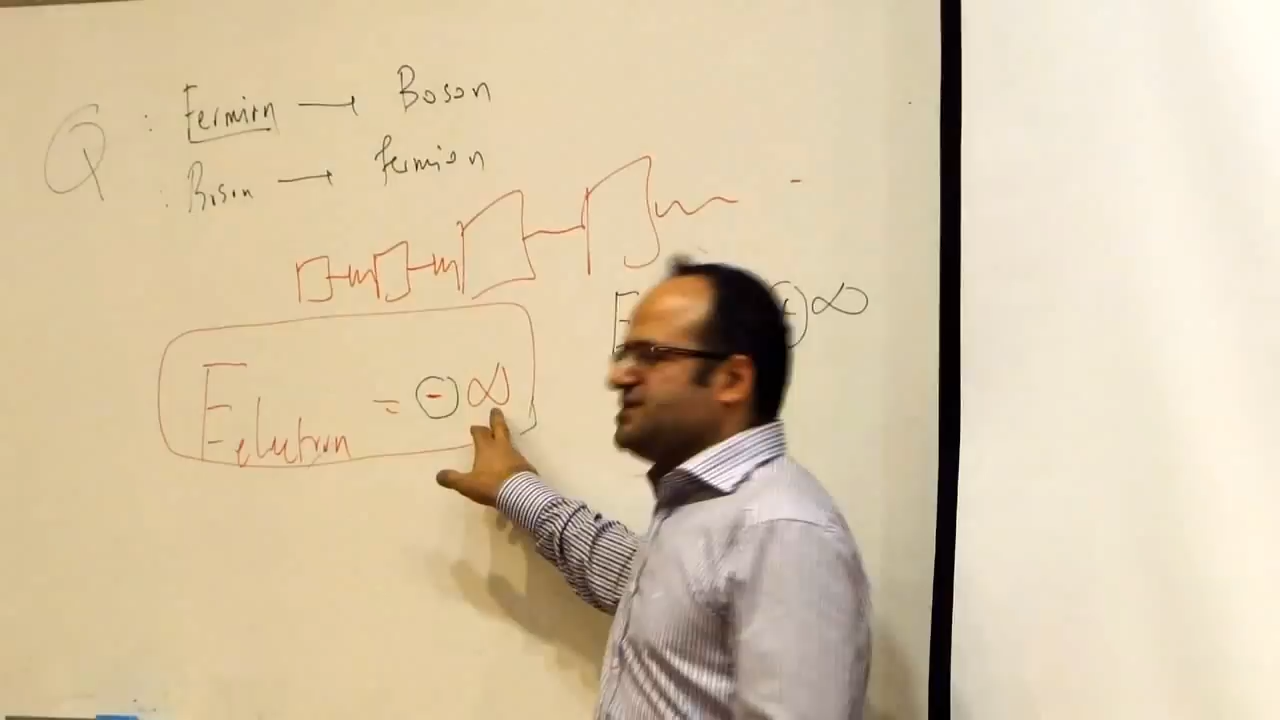 Q : Fermion → Boson
: Boson → fermion
E ∞
E electron = ⊖ ∞